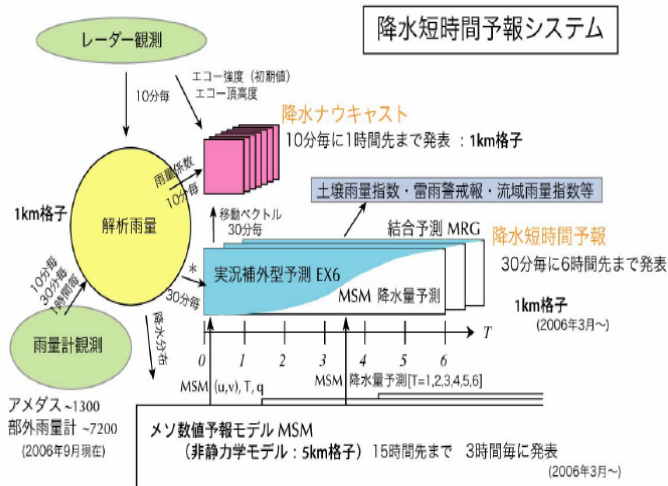 降水短時間予報システム
レーダー観測
エコー強度（初期値）
エコー頂高度
10分毎
降水ナウキャスト
10分毎に1時間先まで発表 : 1km格子
雨量係数
10分毎
1km格子
解析雨量
移動ベクトル
30分毎
土壌雨量指数・雷雨警戒報・流域雨量指数等
結合予測 MRG
降水短時間予報
30分毎に6時間先まで発表
*
30分毎
実況補外型予測 EX6
MSM 降水量予測
1km格子
(2006年3月～)
10分毎
30分毎
1時間毎
雨量計観測
降水分布
T
0 1 2 3 4 5 6
MSM (u,v), T, q
MSM 降水量予測[T=1,2,3,4,5,6]
アメダス ~1300
部外雨量計 ~7200
(2006年9月現在)
メソ数値予報モデル MSM
(非静力学モデル : 5km格子) 15時間先まで 3時間毎に発表
(2006年3月～)